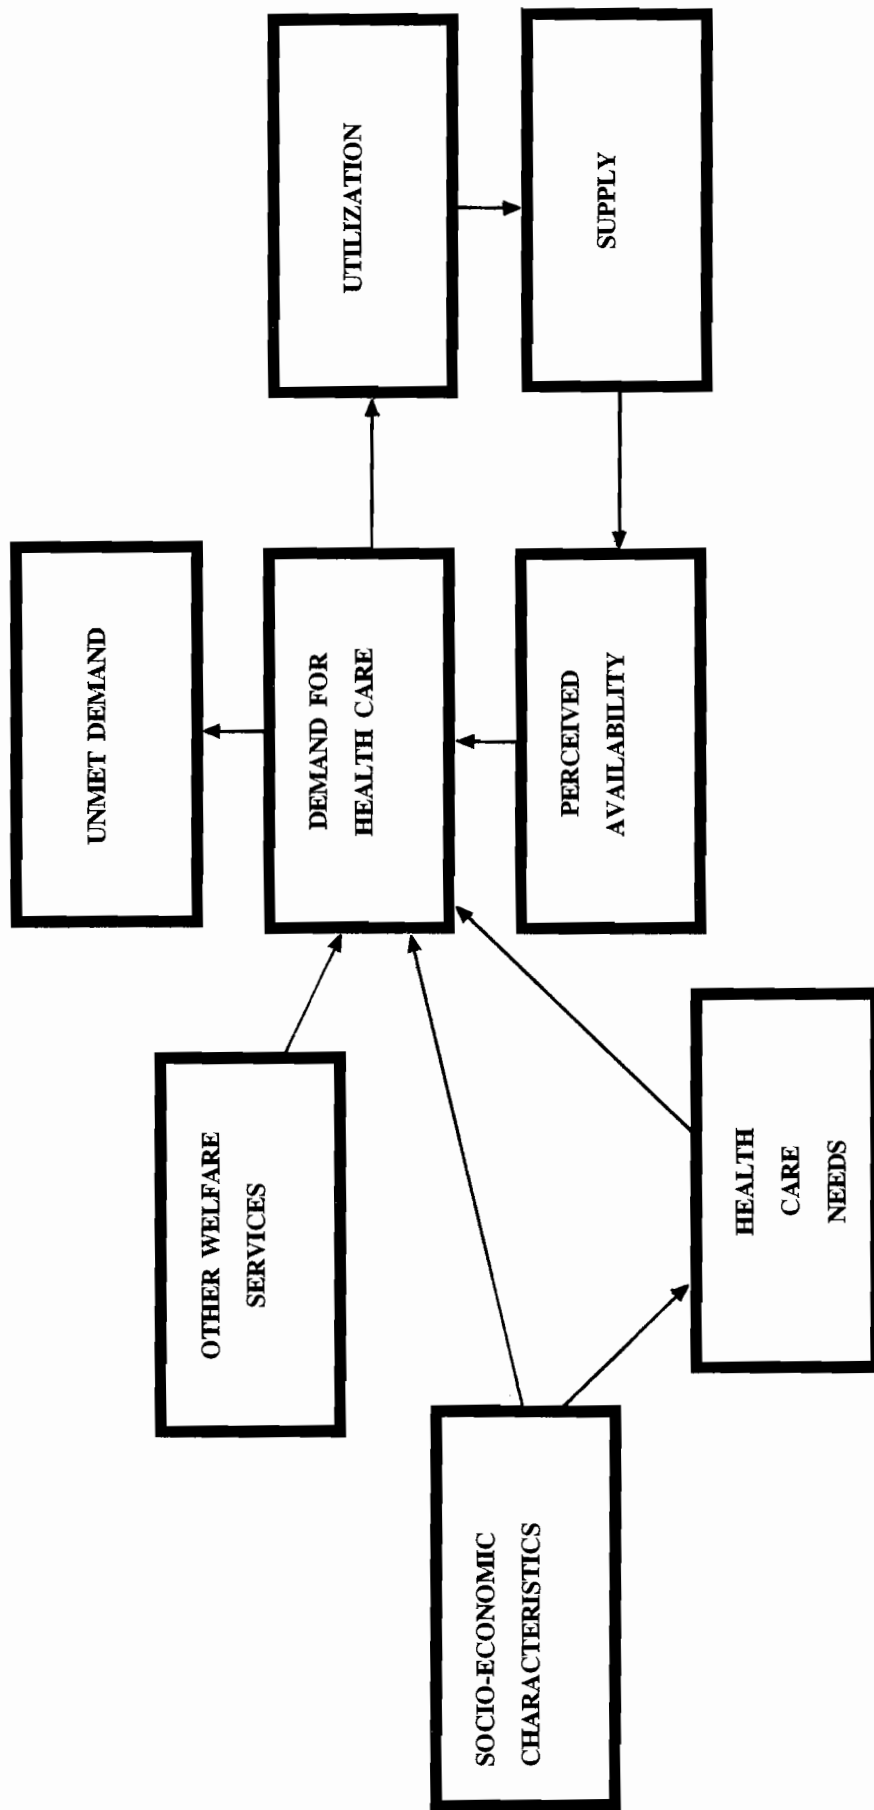 UNMET DEMAND
OTHER WELFARE
SERVICES
DEMAND FOR
HEALTH CARE
UTILIZATION
SOCIO-ECONOMIC
CHARACTERISTICS
PERCEIVED
AVAILABILITY
SUPPLY
HEALTH
CARE
NEEDS